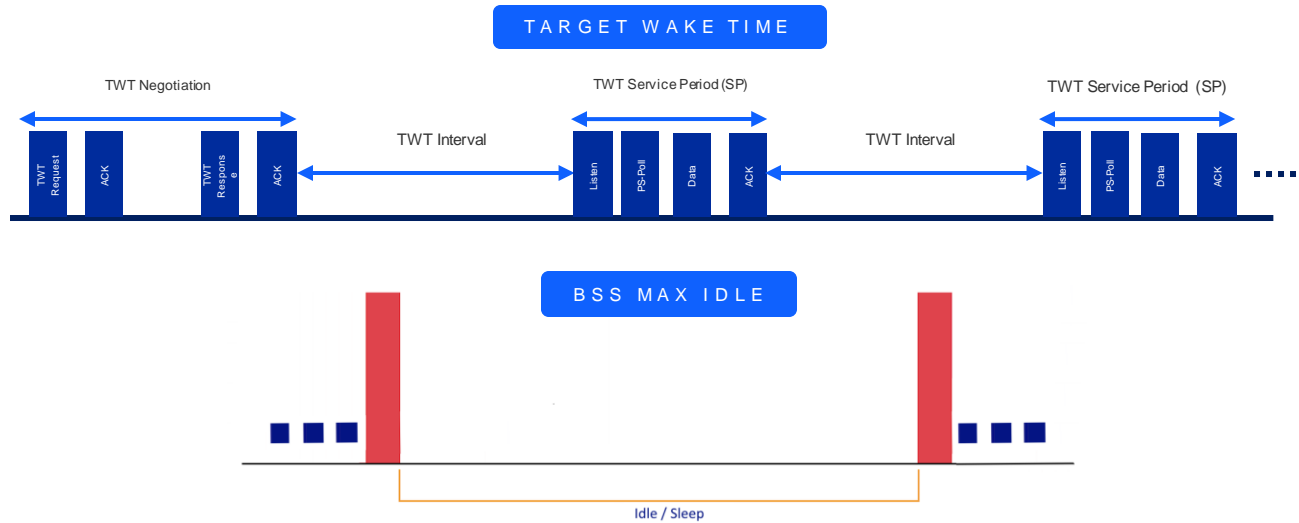 TARGET WAKE TIME
TWT Negotiation
TWT Service Period (SP)
TWT Service Period (SP)
TWT Interval
TWT Interval
TWT
Request
ACK
TWT
Respons
e
ACK
Listen
PS-Poll
Data
ACK
Listen
PS-Poll
Data
ACK
BSS MAX IDLE
Idle / Sleep